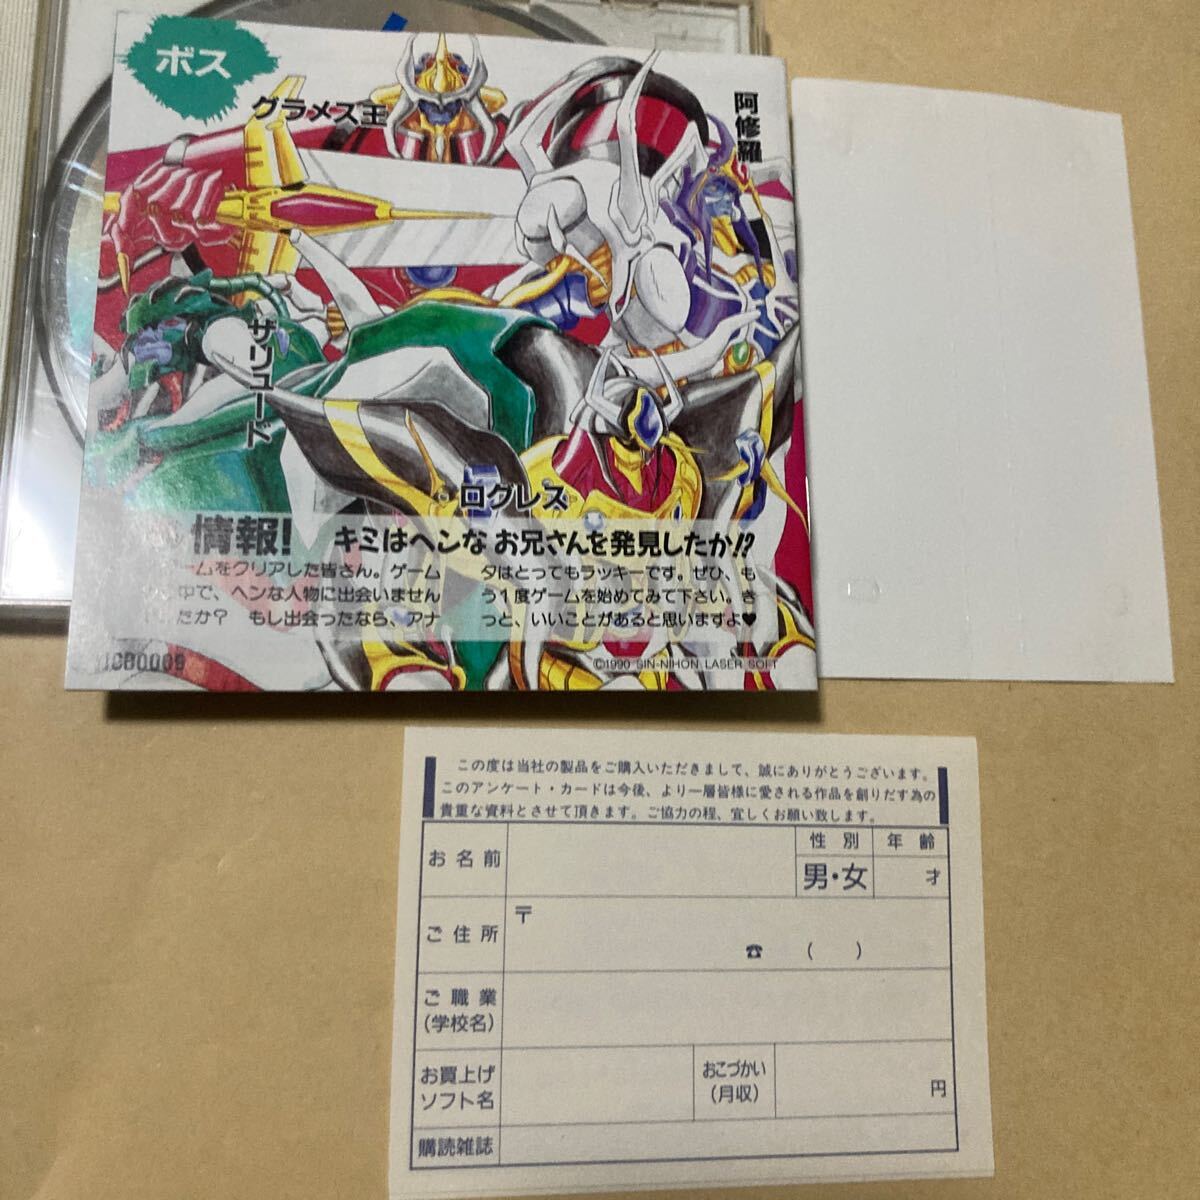 ボス
グラメス王
阿修羅
サリュード
ログレス
情報! キミはヘンな お兄さんを発見したか!?
ームをクリアした皆さん。ゲーム
中で、ヘンな人物に出会いません
たか? もし出会ったなら、アナ
タはとってもラッキーです。ぜひ、も
う1度ゲームを始めてみて下さい。き
っと、いいことがあると思いますよ♥
©1990 SIN-NIHON LASER SOFT
この度は当社の製品をご購入いただきまして、誠にありがとうございます。
このアンケート・カードは今後、より一層皆様に愛される作品を創りだす為の
貴重な資料とさせて頂きます。ご協力の程、宜しくお願い致します。
お名前
性別 年齢
男・女 才
ご住所
〒
☎ ( )
ご職業
(学校名)
お買上げ
ソフト名
おこづかい
(月収)
円
購読雑誌